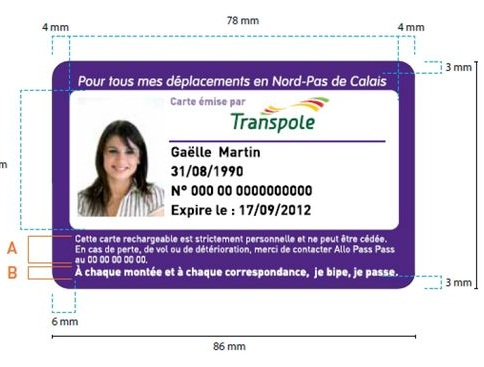 78 mm
4 mm
4 mm
3 mm
Pour tous mes déplacements en Nord-Pas de Calais
Carte émise par
Transpole
Gaëlle Martin
31/08/1990
N° 000 00 0000000000
Expire le : 17/09/2012
m
A
Cette carte rechargeable est strictement personnelle et ne peut être cédée.
En cas de perte, de vol ou de détérioration, merci de contacter Allo Pass Pass
au 00 00 00 00 00.
B
À chaque montée et à chaque correspondance, je bipe, je passe.
3 mm
6 mm
86 mm